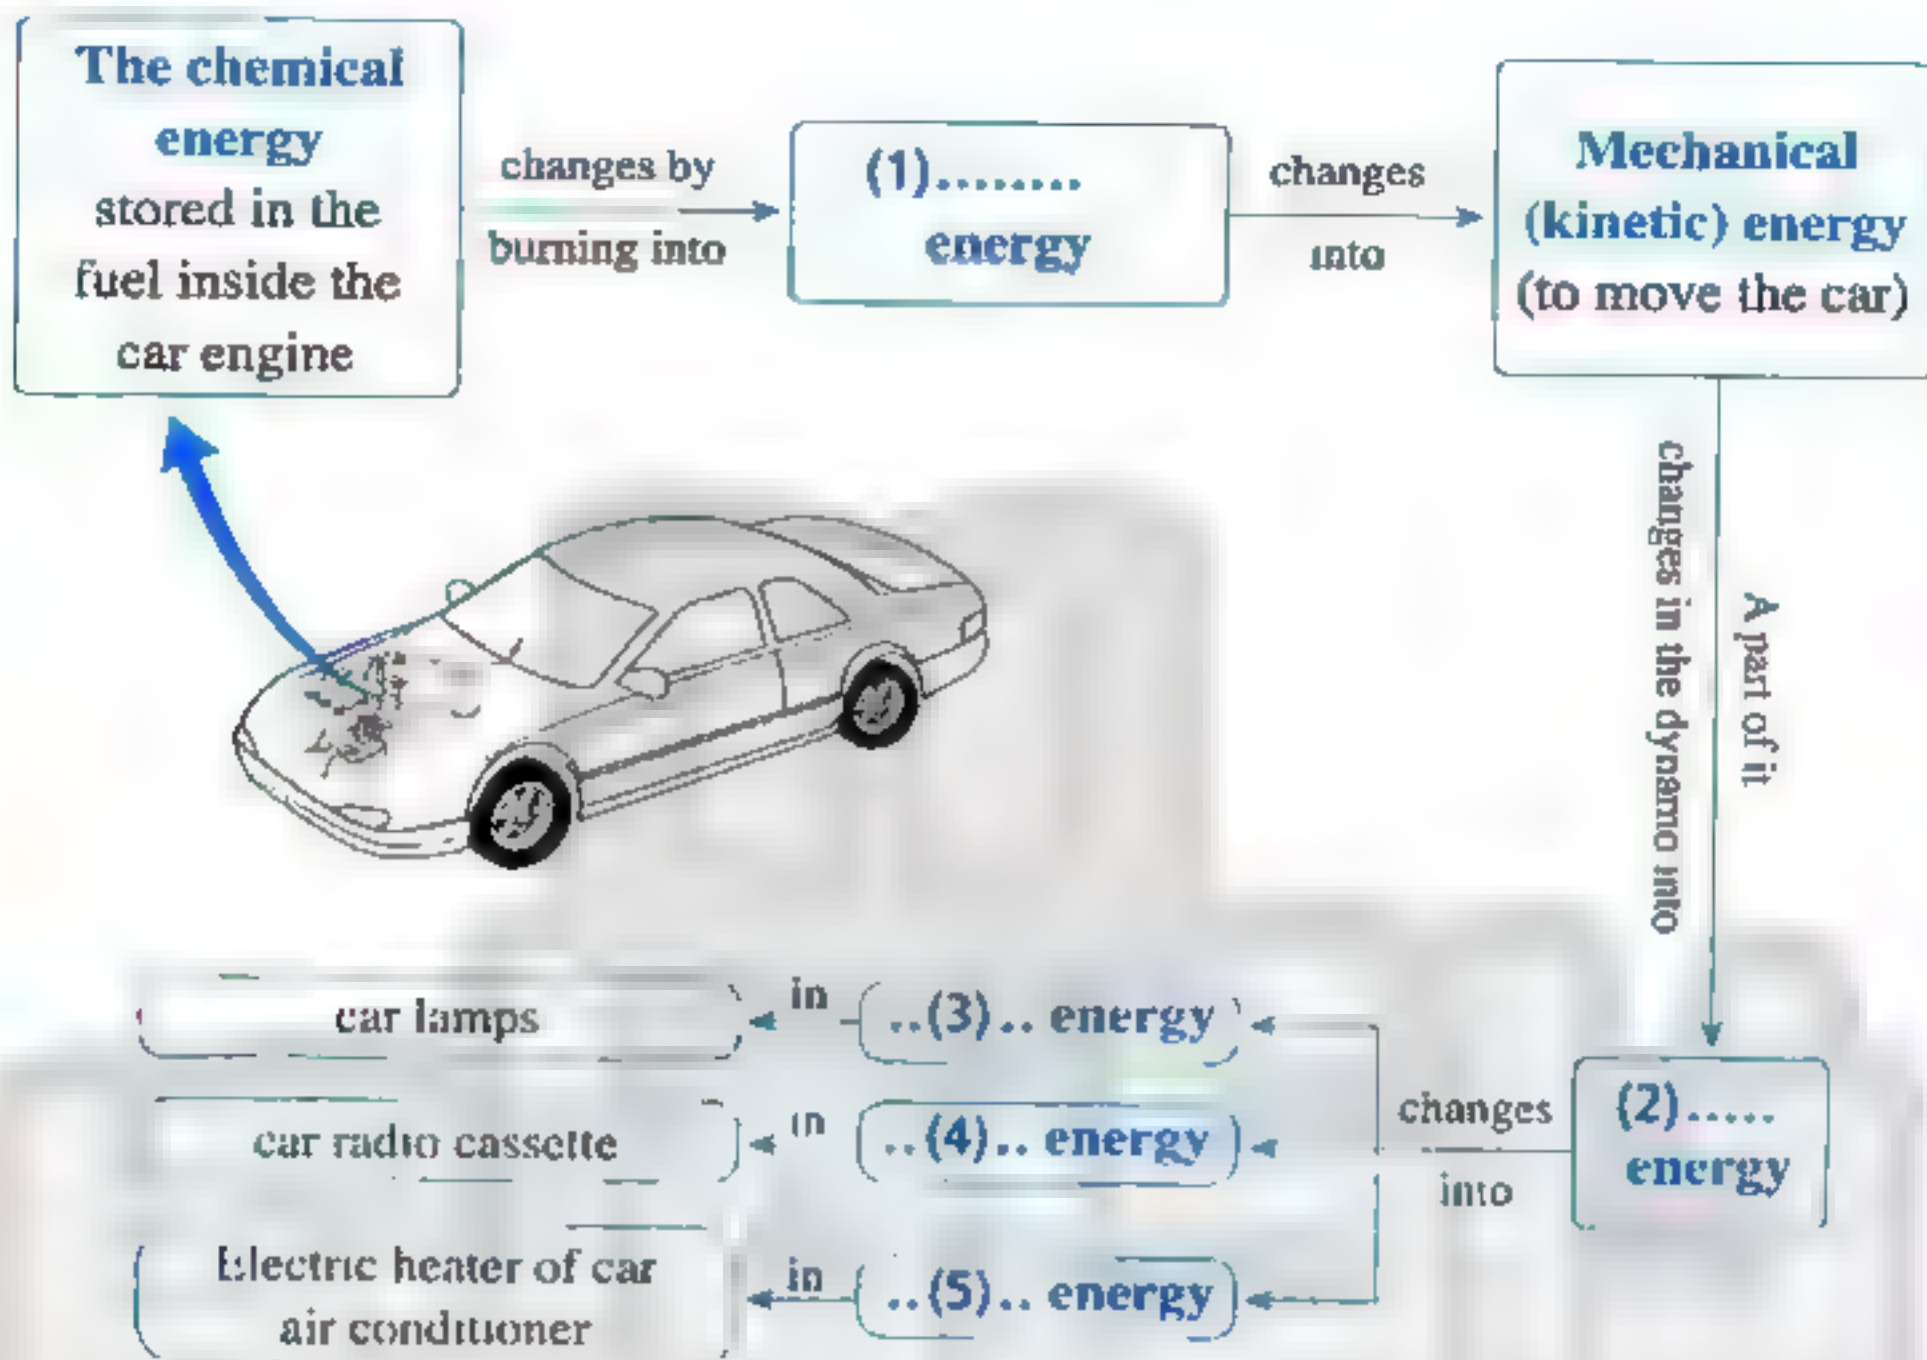 The chemical
energy
stored in the
fuel inside the
car engine
changes by
burning into
(1)........
energy
changes
into
Mechanical
(kinetic) energy
(to move the car)
changes in the dynamo into
A part of it
(2).....
energy
changes
into
..(3).. energy
in
car lamps
..(4).. energy
in
car radio cassette
..(5).. energy
in
Electric heater of car
air conditioner